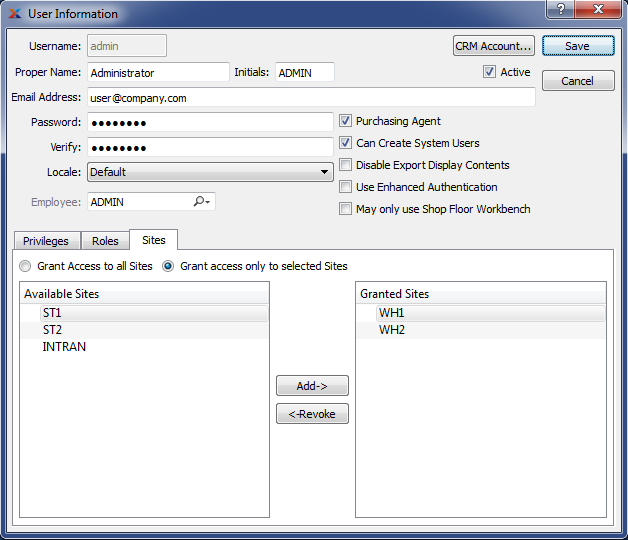 User Information
?
Username: admin
CRM Account...
Save
Proper Name: Administrator Initials: ADMIN
Active
Cancel
Email Address: user@company.com
Password: ●●●●●●●●
Purchasing Agent
Verify: ●●●●●●●●
Can Create System Users
Locale: Default
Disable Export Display Contents
Use Enhanced Authentication
Employee: ADMIN
May only use Shop Floor Workbench
Privileges Roles Sites
Grant Access to all Sites Grant access only to selected Sites
Available Sites
ST1
ST2
INTRAN
Add->
<-Revoke
Granted Sites
WH1
WH2